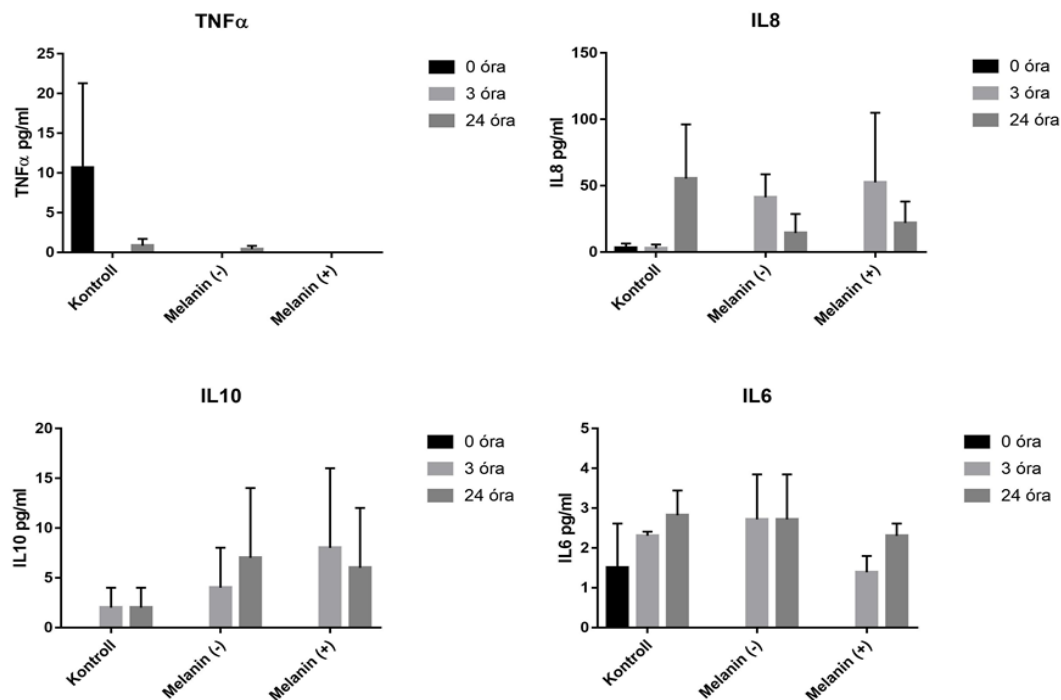 TNFα
TNFα pg/ml
25
20
15
10
5
0
Kontroll
Melanin (-)
Melanin (+)
0 óra
3 óra
24 óra
IL8
IL8 pg/ml
150
100
50
0
Kontroll
Melanin (-)
Melanin (+)
0 óra
3 óra
24 óra
IL10
IL10 pg/ml
20
15
10
5
0
Kontroll
Melanin (-)
Melanin (+)
0 óra
3 óra
24 óra
IL6
IL6 pg/ml
5
4
3
2
1
0
Kontroll
Melanin (-)
Melanin (+)
0 óra
3 óra
24 óra